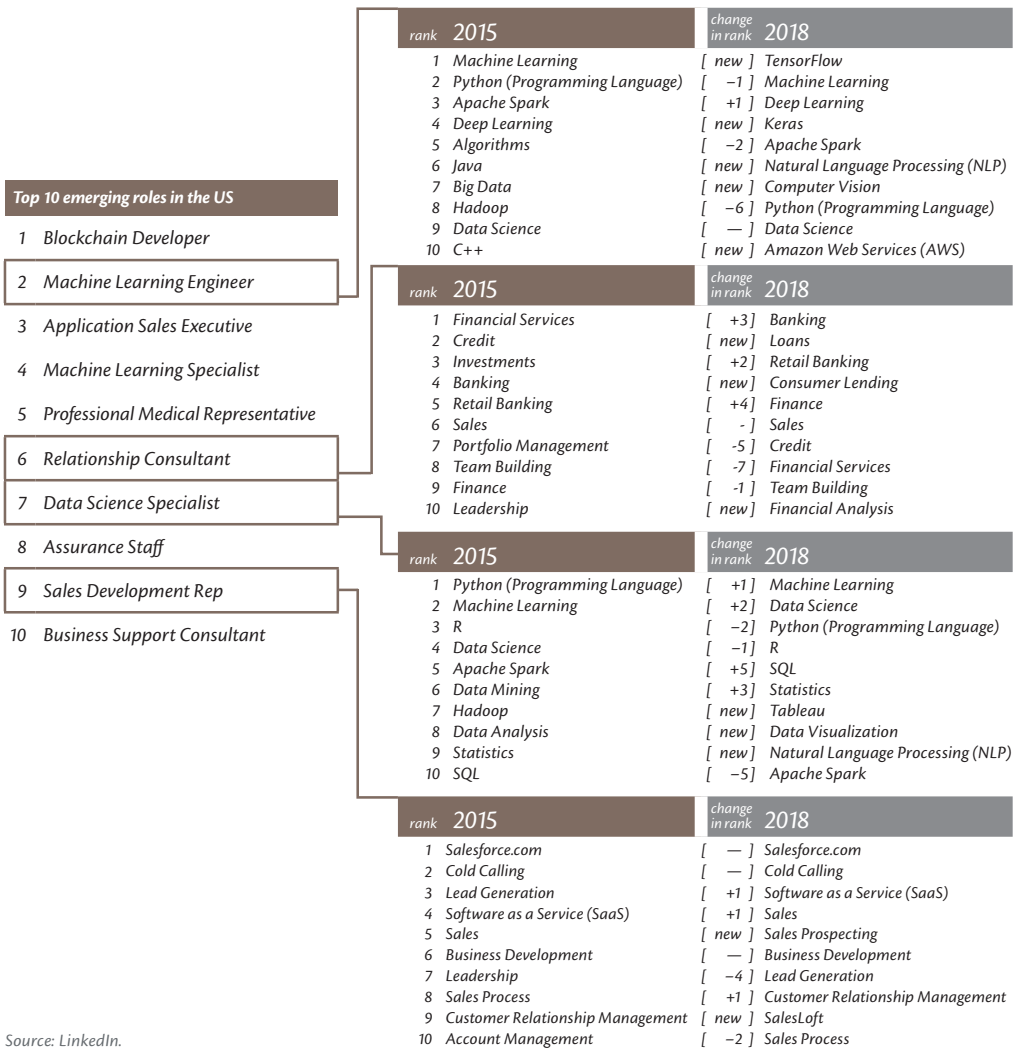 Top 10 emerging roles in the US
1 Blockchain Developer
2 Machine Learning Engineer
3 Application Sales Executive
4 Machine Learning Specialist
5 Professional Medical Representative
6 Relationship Consultant
7 Data Science Specialist
8 Assurance Staff
9 Sales Development Rep
10 Business Support Consultant
rank 2015 change in rank 2018
1 Machine Learning [ new ] TensorFlow
2 Python (Programming Language) [ –1 ] Machine Learning
3 Apache Spark [ +1 ] Deep Learning
4 Deep Learning [ new ] Keras
5 Algorithms [ –2 ] Apache Spark
6 Java [ new ] Natural Language Processing (NLP)
7 Big Data [ new ] Computer Vision
8 Hadoop [ –6 ] Python (Programming Language)
9 Data Science [ — ] Data Science
10 C++ [ new ] Amazon Web Services (AWS)
rank 2015 change in rank 2018
1 Financial Services [ +3] Banking
2 Credit [ new] Loans
3 Investments [ +2] Retail Banking
4 Banking [ new] Consumer Lending
5 Retail Banking [ +4] Finance
6 Sales [ - ] Sales
7 Portfolio Management [ -5] Credit
8 Team Building [ -7] Financial Services
9 Finance [ -1] Team Building
10 Leadership [ new] Financial Analysis
rank 2015 change in rank 2018
1 Python (Programming Language) [ +1] Machine Learning
2 Machine Learning [ +2] Data Science
3 R [ –2] Python (Programming Language)
4 Data Science [ –1] R
5 Apache Spark [ +5] SQL
6 Data Mining [ +3] Statistics
7 Hadoop [ new] Tableau
8 Data Analysis [ new] Data Visualization
9 Statistics [ new] Natural Language Processing (NLP)
10 SQL [ –5] Apache Spark
rank 2015 change in rank 2018
1 Salesforce.com [ — ] Salesforce.com
2 Cold Calling [ — ] Cold Calling
3 Lead Generation [ +1 ] Software as a Service (SaaS)
4 Software as a Service (SaaS) [ +1 ] Sales
5 Sales [ new ] Sales Prospecting
6 Business Development [ — ] Business Development
7 Leadership [ –4 ] Lead Generation
8 Sales Process [ +1 ] Customer Relationship Management
9 Customer Relationship Management [ new ] SalesLoft
10 Account Management [ –2 ] Sales Process
Source: LinkedIn.